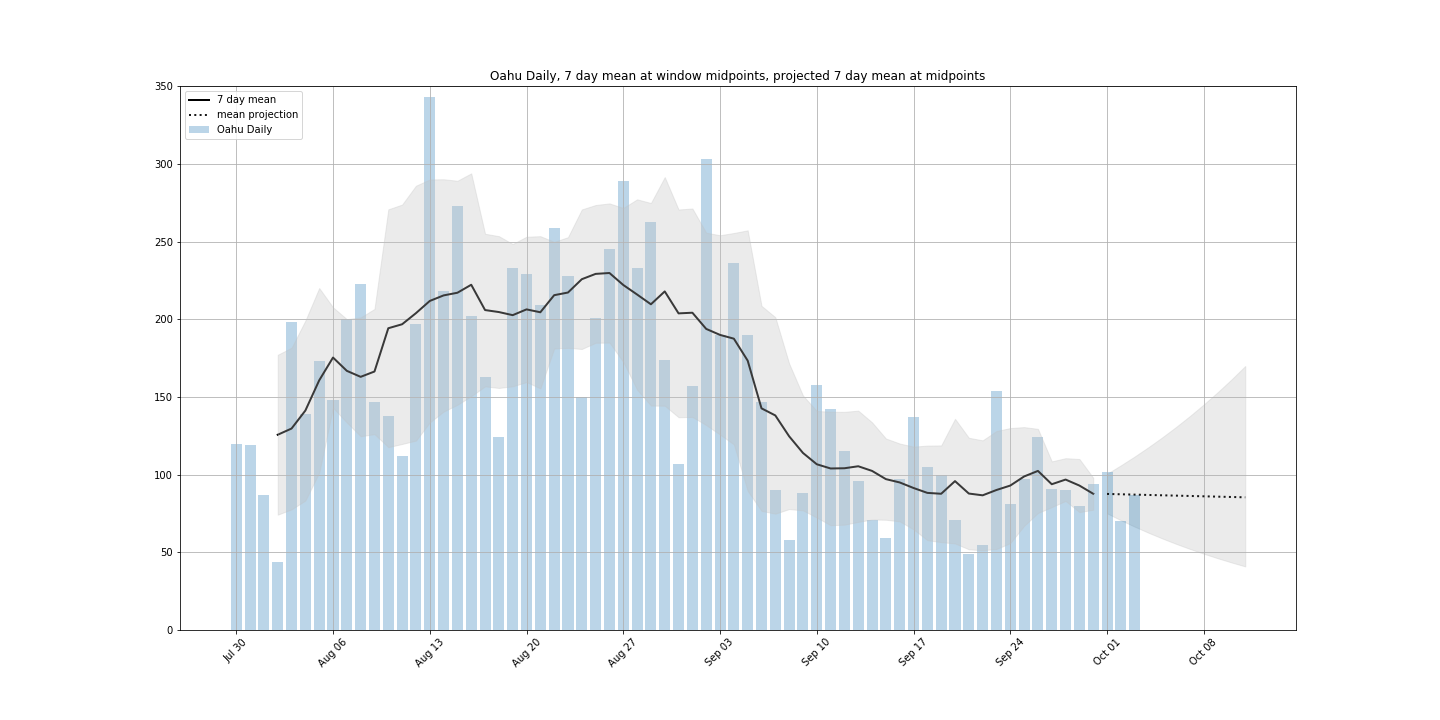 Oahu Daily, 7 day mean at window midpoints, projected 7 day mean at midpoints
350
300
250
200
150
100
50
0
7 day mean
mean projection
Oahu Daily
Jul 30
Aug 06
Aug 13
Aug 20
Aug 27
Sep 03
Sep 10
Sep 17
Sep 24
Oct 01
Oct 08